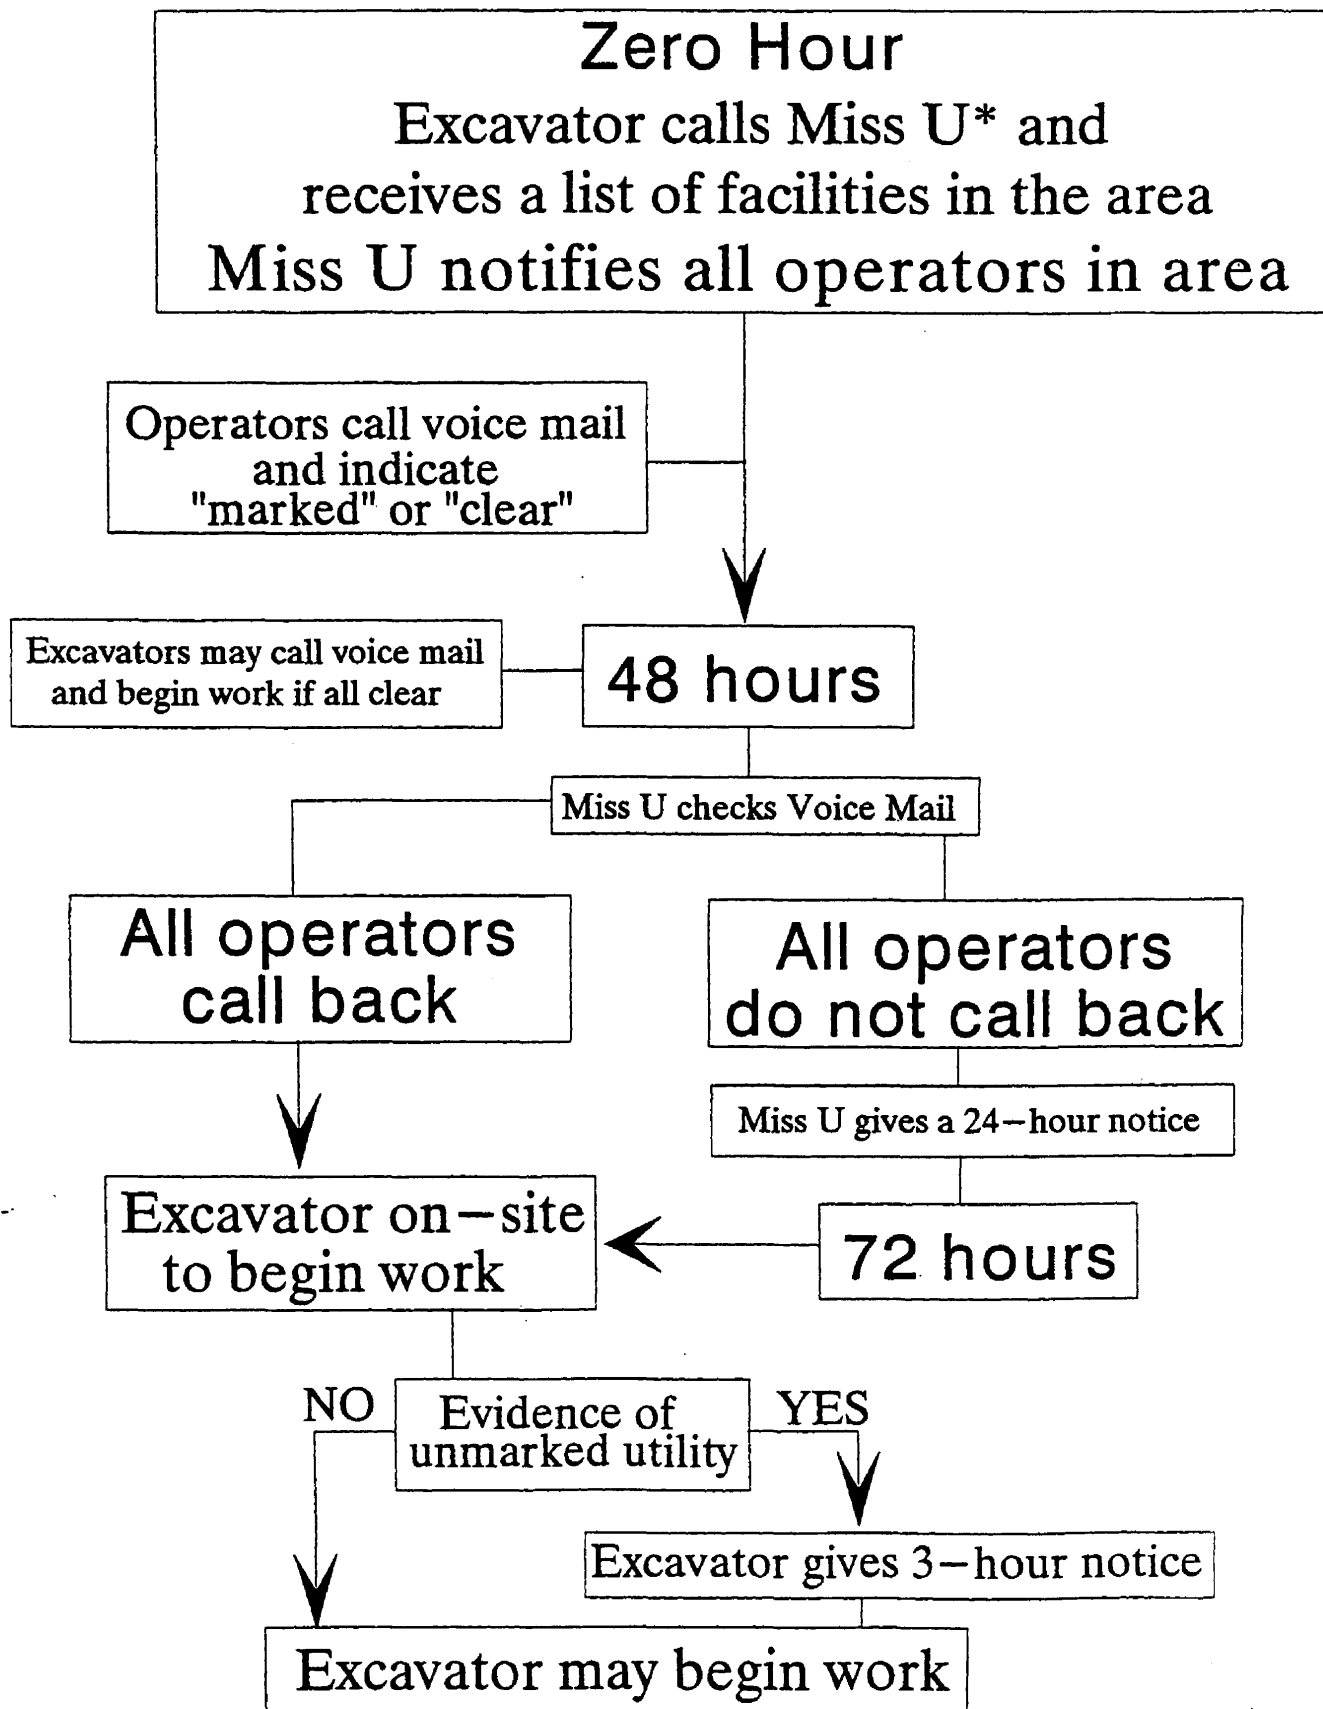 Zero Hour
Excavator calls Miss U* and
receives a list of facilities in the area
Miss U notifies all operators in area
Operators call voice mail
and indicate
"marked" or "clear"
Excavators may call voice mail
and begin work if all clear
48 hours
Miss U checks Voice Mail
All operators
call back
All operators
do not call back
Miss U gives a 24-hour notice
Excavator on-site
to begin work
72 hours
NO
Evidence of
unmarked utility
YES
Excavator gives 3-hour notice
Excavator may begin work